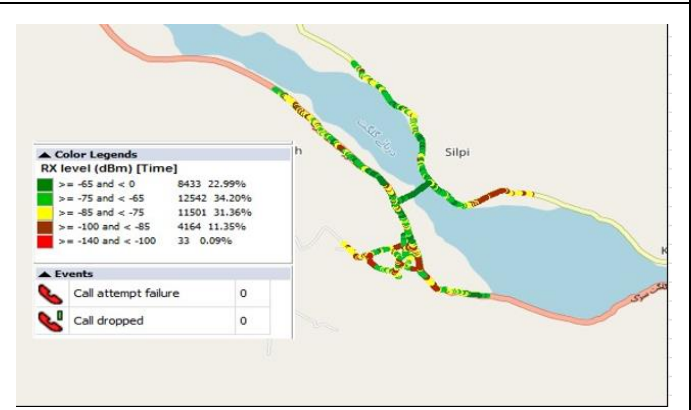 دریائے گلگت
h
Silpi
Color Legends
RX level (dBm) [Time]
>= -65 and < 0 8433 22.99%
>= -75 and < -65 12542 34.20%
>= -85 and < -75 11501 31.36%
>= -100 and < -85 4164 11.35%
>= -140 and < -100 33 0.09%
Events
Call attempt failure 0
Call dropped 0
K